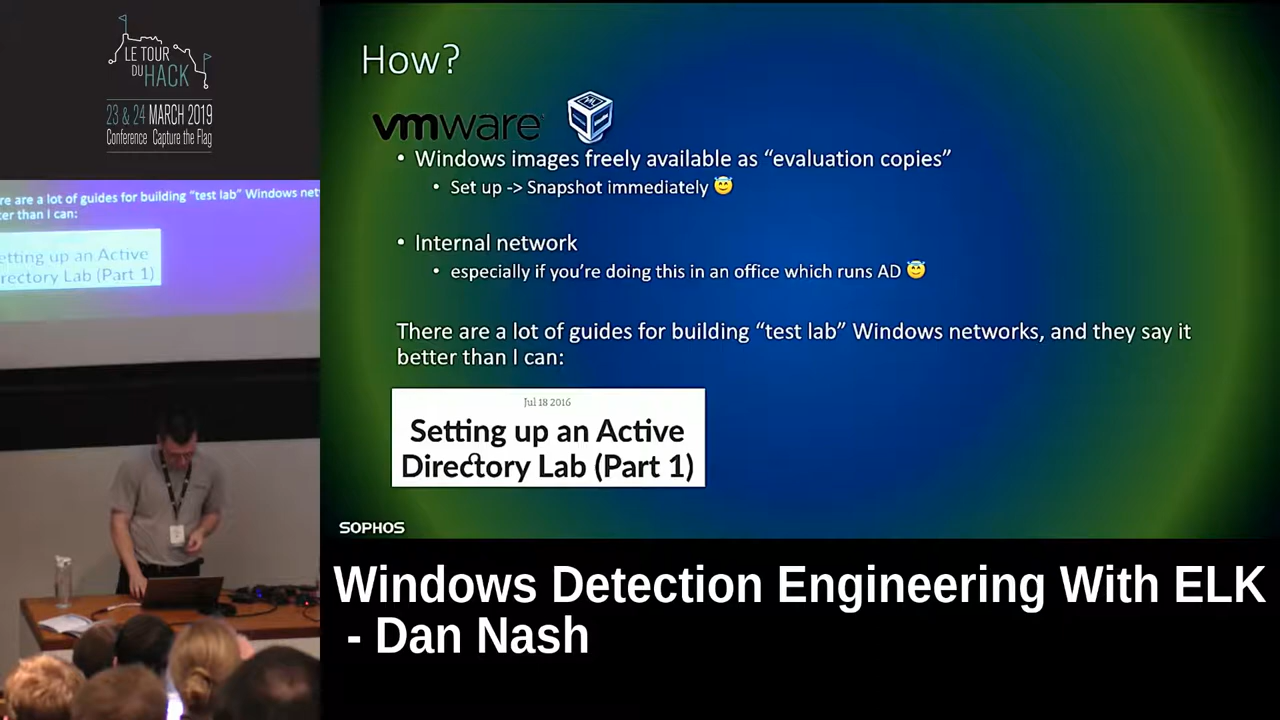 LE TOUR
DU HACK
23 & 24 MARCH 2019
Conference Capture the Flag
re are a lot of guides for building “test lab” Windows net
ter than I can:
etting up an Active
irectory Lab (Part 1)
How?
vmware
• Windows images freely available as “evaluation copies”
• Set up -> Snapshot immediately 😇
• Internal network
• especially if you’re doing this in an office which runs AD 😇
There are a lot of guides for building “test lab” Windows networks, and they say it
better than I can:
Jul 18 2016
Setting up an Active
Directory Lab (Part 1)
SOPHOS
Windows Detection Engineering With ELK
- Dan Nash